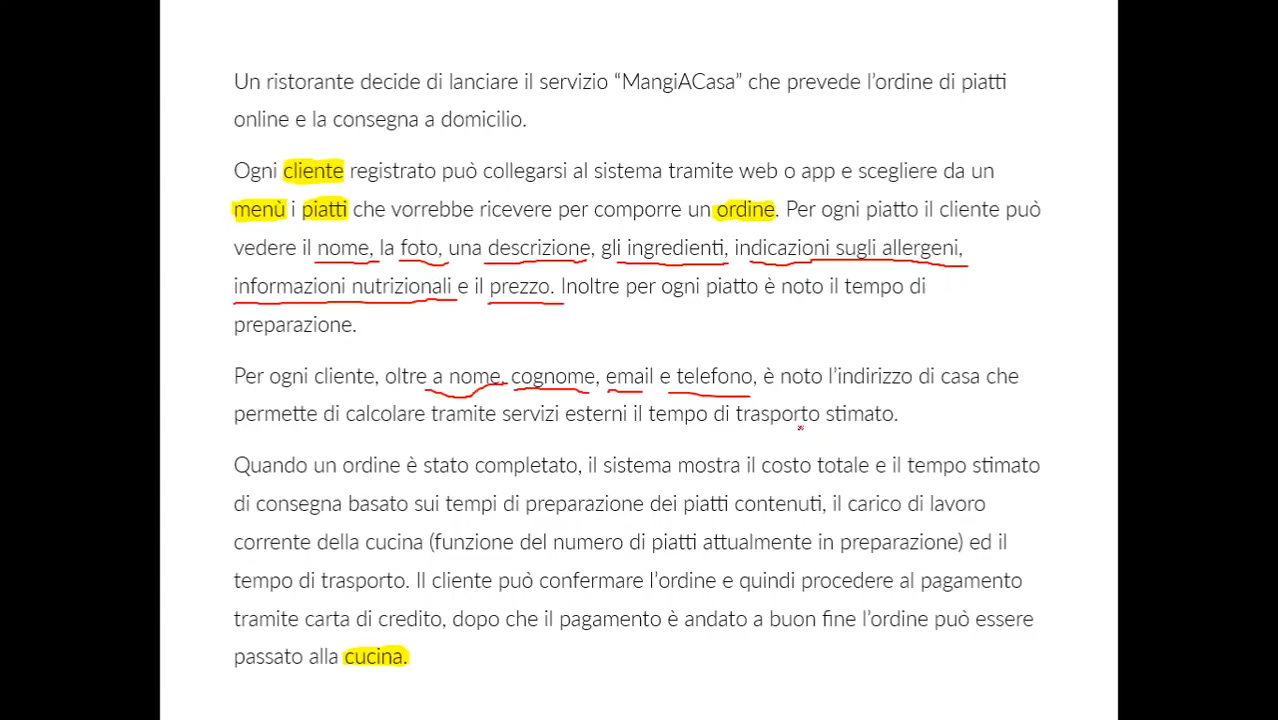 Un ristorante decide di lanciare il servizio “MangiACasa” che prevede l’ordine di piatti
online e la consegna a domicilio.
Ogni cliente registrato può collegarsi al sistema tramite web o app e scegliere da un
menù i piatti che vorrebbe ricevere per comporre un ordine. Per ogni piatto il cliente può
vedere il nome, la foto, una descrizione, gli ingredienti, indicazioni sugli allergeni,
informazioni nutrizionali e il prezzo. Inoltre per ogni piatto è noto il tempo di
preparazione.
Per ogni cliente, oltre a nome, cognome, email e telefono, è noto l’indirizzo di casa che
permette di calcolare tramite servizi esterni il tempo di trasporto stimato.
Quando un ordine è stato completato, il sistema mostra il costo totale e il tempo stimato
di consegna basato sui tempi di preparazione dei piatti contenuti, il carico di lavoro
corrente della cucina (funzione del numero di piatti attualmente in preparazione) ed il
tempo di trasporto. Il cliente può confermare l’ordine e quindi procedere al pagamento
tramite carta di credito, dopo che il pagamento è andato a buon fine l’ordine può essere
passato alla cucina.